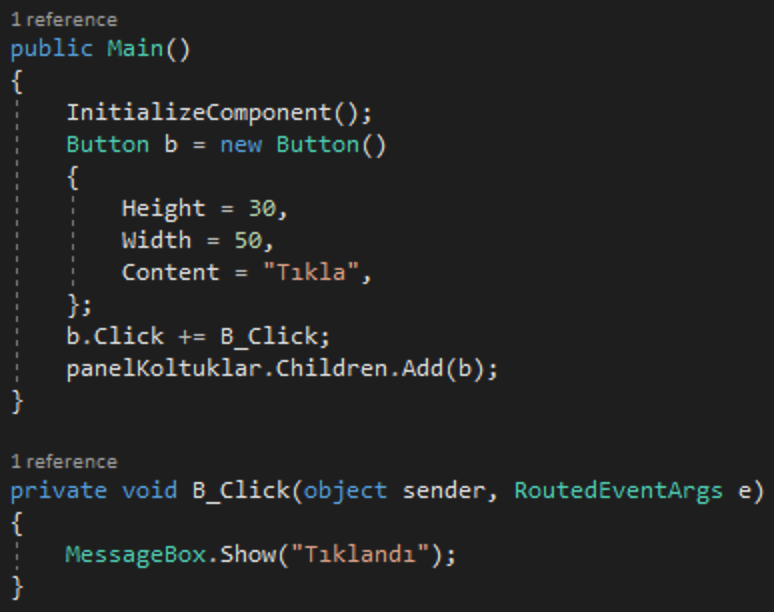 1 reference
public Main()
{
InitializeComponent();
Button b = new Button()
{
Height = 30,
Width = 50,
Content = "Tıkla",
};
b.Click += B_Click;
panelKoltuklar.Children.Add(b);
}
1 reference
private void B_Click(object sender, RoutedEventArgs e)
{
MessageBox.Show("Tıklandı");
}